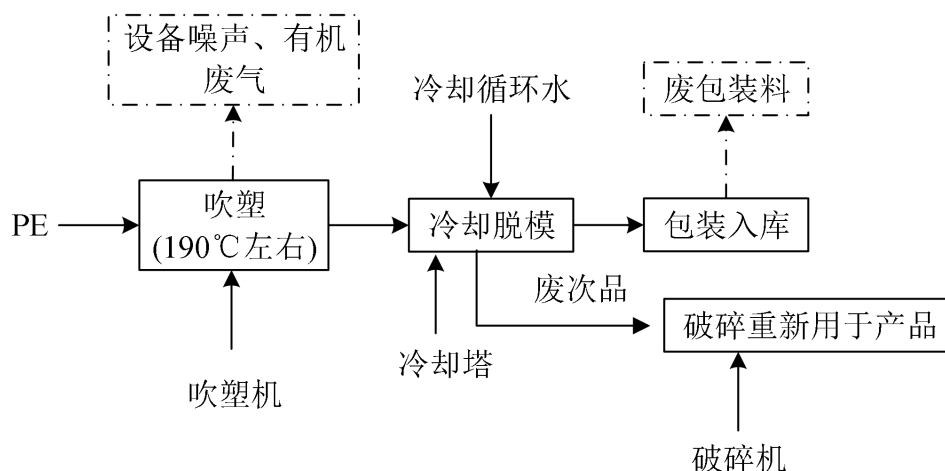 设备噪声、有机
废气
冷却循环水
废包装料
PE
吹塑
(190℃左右)
冷却脱模
包装入库
废次品
破碎重新用于产品
冷却塔
吹塑机
破碎机